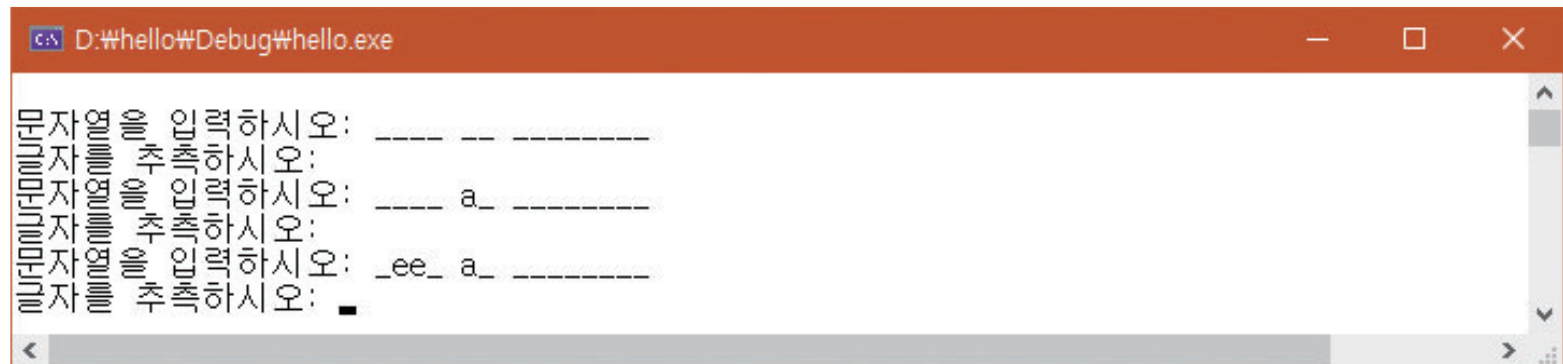 D:₩hello₩Debug₩hello.exe
문자열을 입력하시오: ____ __ ________
글자를 추측하시오:
문자열을 입력하시오: ____ a_ ________
글자를 추측하시오:
문자열을 입력하시오: _ee_ a_ ________
글자를 추측하시오: